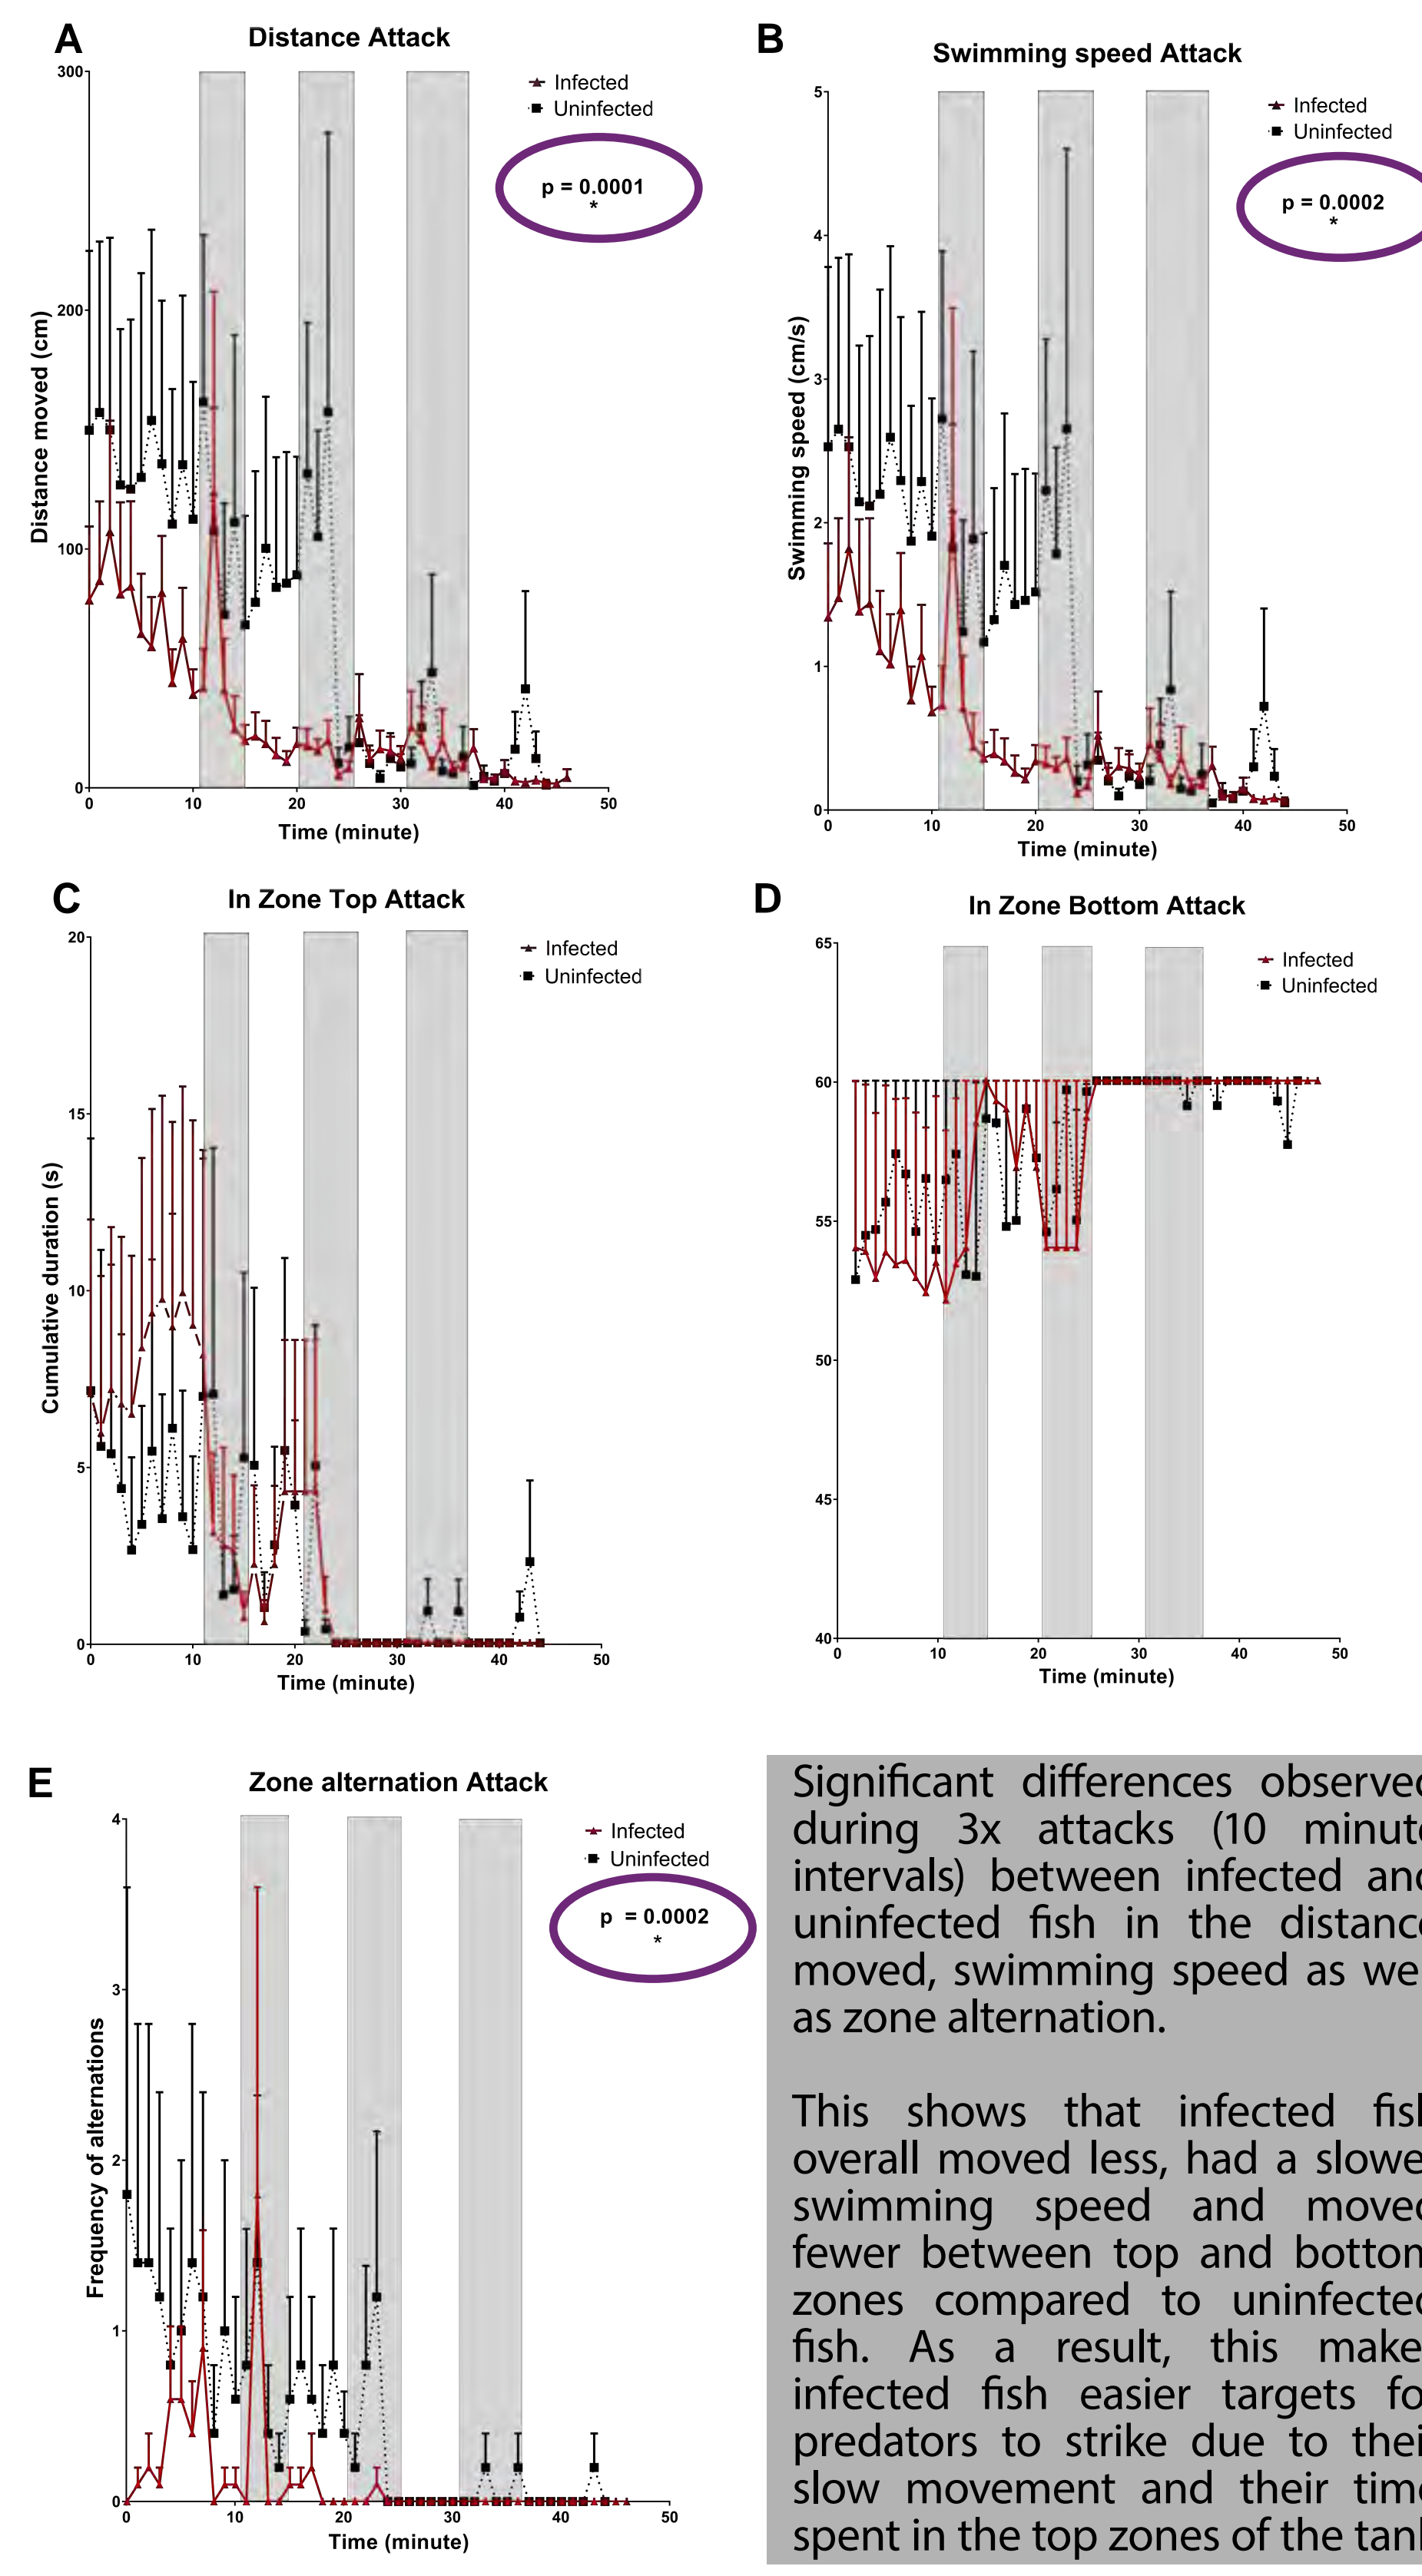 A
Distance Attack
Infected
Uninfected
p = 0.0001
*
Distance moved (cm)
300
200
100
0
0 10 20 30 40 50
Time (minute)
B
Swimming speed Attack
Infected
Uninfected
p = 0.0002
*
Swimming speed (cm/s)
5
4
3
2
1
0
0 10 20 30 40 50
Time (minute)
C
In Zone Top Attack
Infected
Uninfected
Cumulative duration (s)
20
15
10
5
0
0 10 20 30 40 50
Time (minute)
D
In Zone Bottom Attack
Infected
Uninfected
65
60
55
50
45
40
0 10 20 30 40 50
Time (minute)
E
Zone alternation Attack
Infected
Uninfected
p = 0.0002
*
Frequency of alternations
4
3
2
1
0
0 10 20 30 40 50
Time (minute)
Significant differences observed
during 3x attacks (10 minute
intervals) between infected and
uninfected fish in the distance
moved, swimming speed as wel
as zone alternation.
This shows that infected fish
overall moved less, had a slowe
swimming speed and moved
fewer between top and bottom
zones compared to uninfected
fish. As a result, this make
infected fish easier targets fo
predators to strike due to thei
slow movement and their time
spent in the top zones of the tank